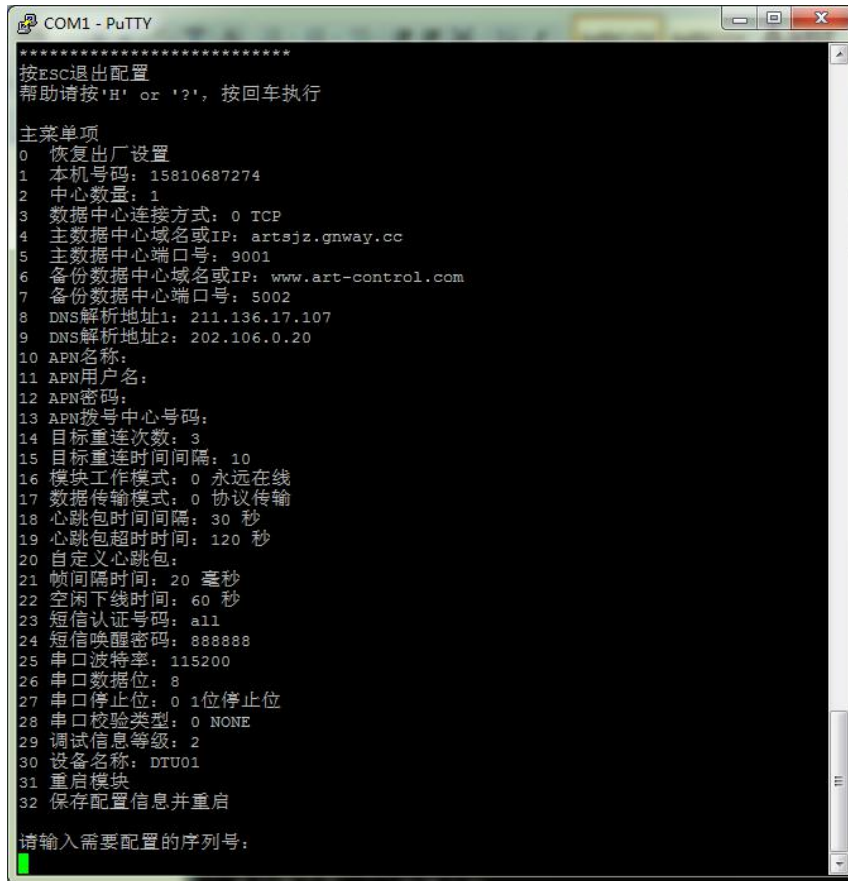 COM1 - PuTTY
***************************
按ESC退出配置
帮助请按'H' or '?', 按回车执行
主菜单项
0 恢复出厂设置
1 本机号码: 15810687274
2 中心数量: 1
3 数据中心连接方式: 0 TCP
4 主数据中心域名或IP: artsjz.gnway.cc
5 主数据中心端口号: 9001
6 备份数据中心域名或IP: www.art-control.com
7 备份数据中心端口号: 5002
8 DNS解析地址1: 211.136.17.107
9 DNS解析地址2: 202.106.0.20
10 APN名称:
11 APN用户名:
12 APN密码:
13 APN拨号中心号码:
14 目标重连次数: 3
15 目标重连时间间隔: 10
16 模块工作模式: 0 永远在线
17 数据传输模式: 0 协议传输
18 心跳包时间间隔: 30 秒
19 心跳包超时时间: 120 秒
20 自定义心跳包:
21 帧间隔时间: 20 毫秒
22 空闲下线时间: 60 秒
23 短信认证号码: all
24 短信唤醒密码: 888888
25 串口波特率: 115200
26 串口数据位: 8
27 串口停止位: 0 1位停止位
28 串口校验类型: 0 NONE
29 调试信息等级: 2
30 设备名称: DTU01
31 重启模块
32 保存配置信息并重启
请输入需要配置的序列号: